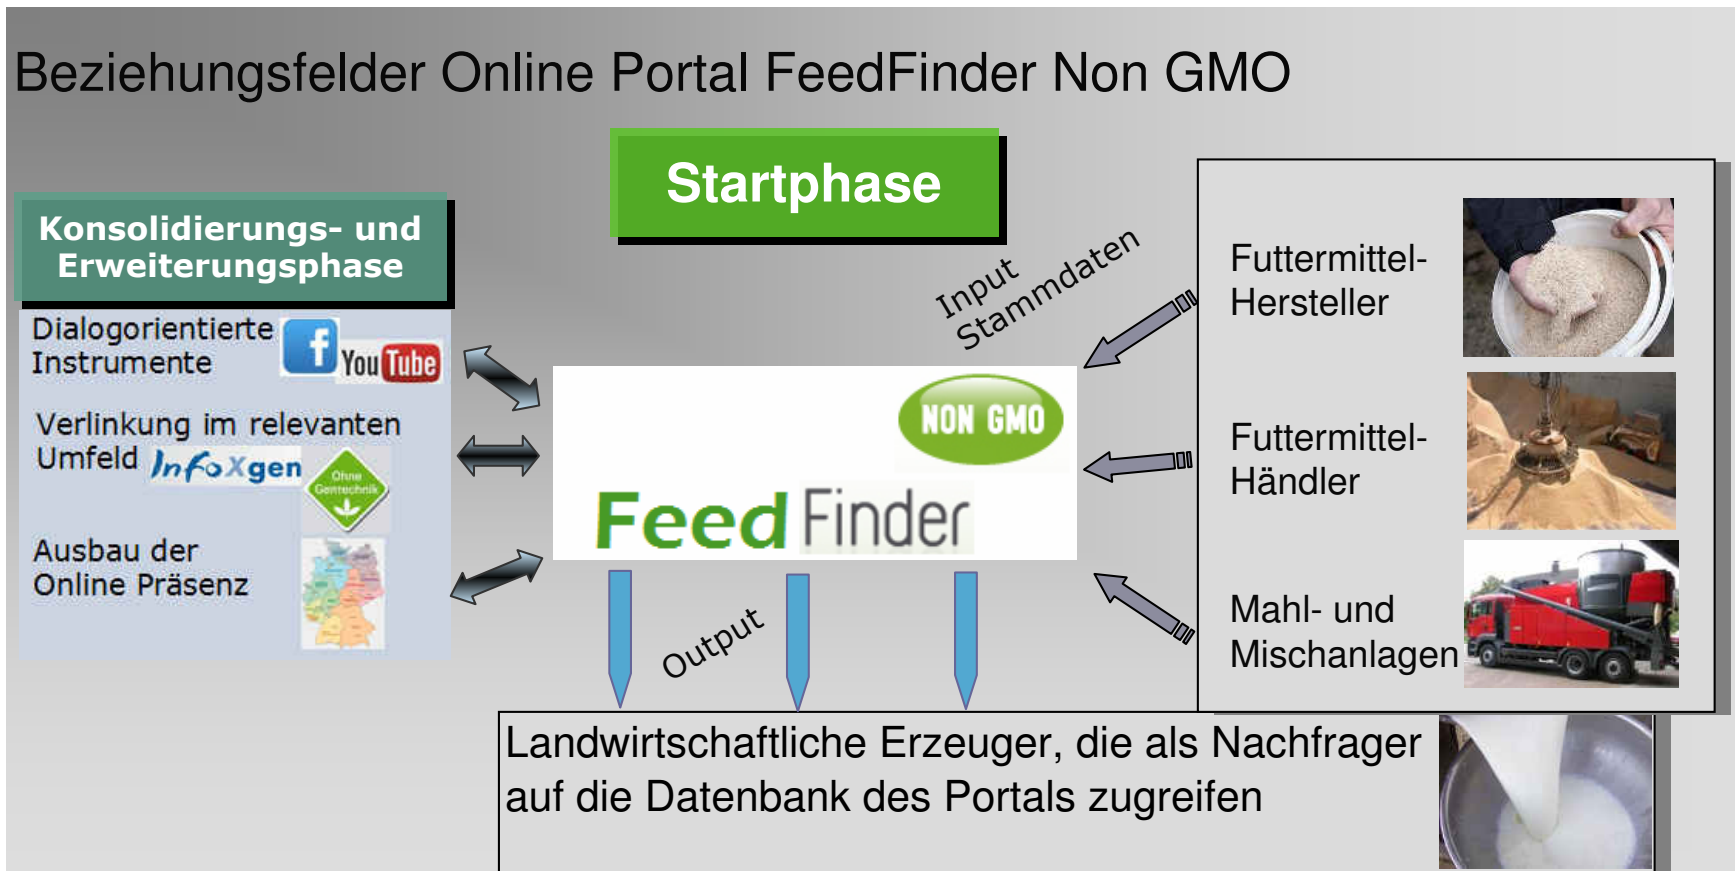 Beziehungsfelder Online Portal FeedFinder Non GMO
Startphase
Konsolidierungs- und
Erweiterungsphase
Dialogorientierte
Instrumente
f
You Tube
Verlinkung im relevanten
Umfeld
InfoXgen
Ohne
Gentechnik
Ausbau der
Online Präsenz
Input
Stammdaten
NON GMO
Feed Finder
Output
Futtermittel-
Hersteller
Futtermittel-
Händler
Mahl- und
Mischanlagen
Landwirtschaftliche Erzeuger, die als Nachfrager
auf die Datenbank des Portals zugreifen